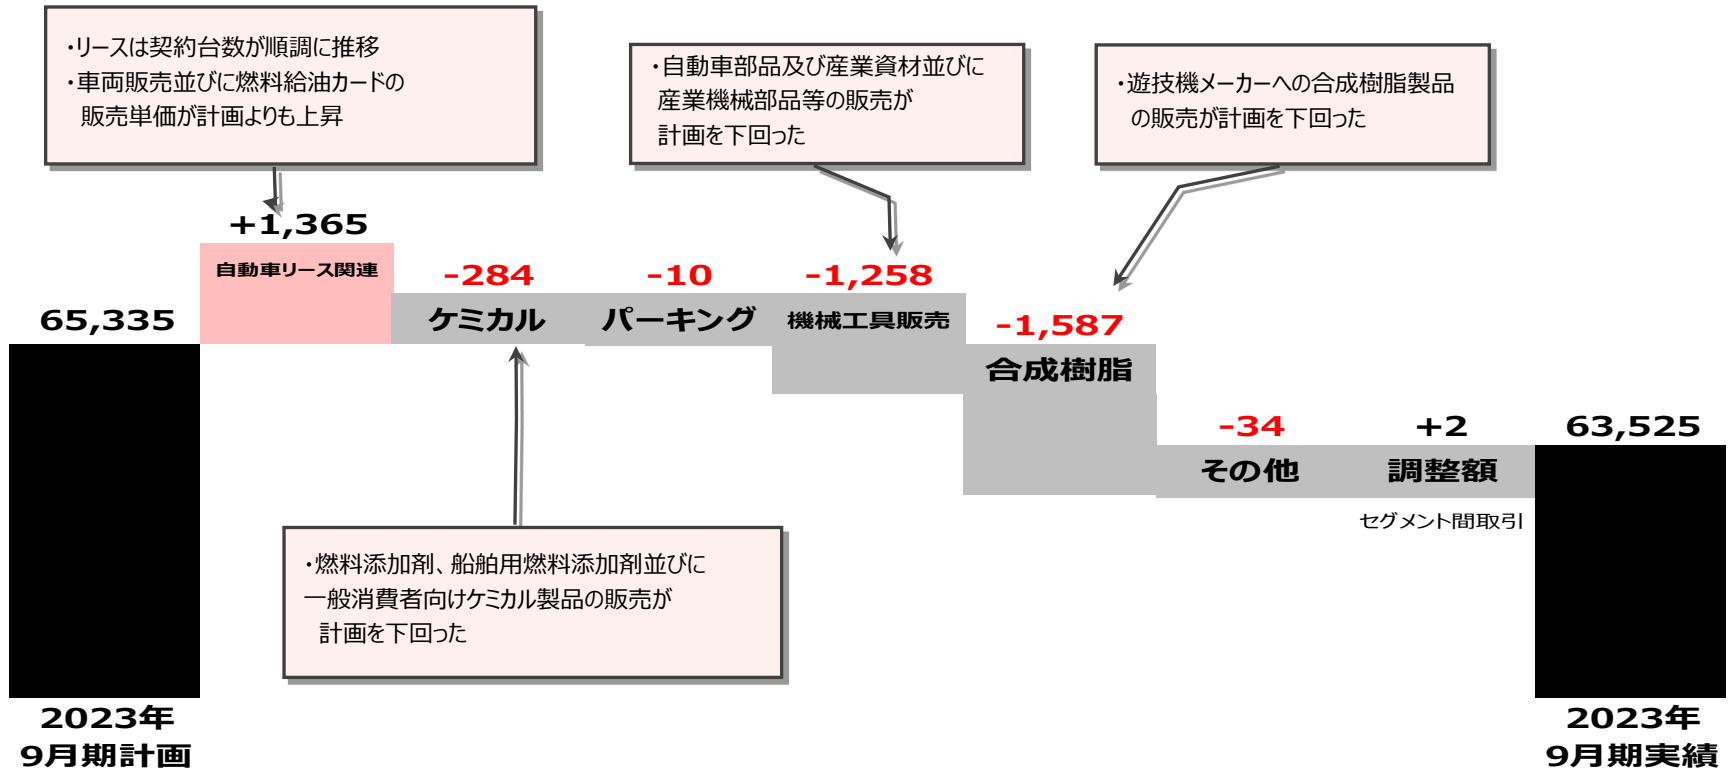 ・リースは契約台数が順調に推移
・車両販売並びに燃料給油カードの
販売単価が計画よりも上昇
・自動車部品及び産業資材並びに
産業機械部品等の販売が
計画を下回った
・遊技機メーカーへの合成樹脂製品
の販売が計画を下回った
+1,365
自動車リース関連
-284
ケミカル
-10
パーキング
-1,258
機械工具販売
-1,587
合成樹脂
65,335
-34
その他
+2
調整額
セグメント間取引
63,525
・燃料添加剤、船舶用燃料添加剤並びに
一般消費者向けケミカル製品の販売が
計画を下回った
2023年
9月期計画
2023年
9月期実績